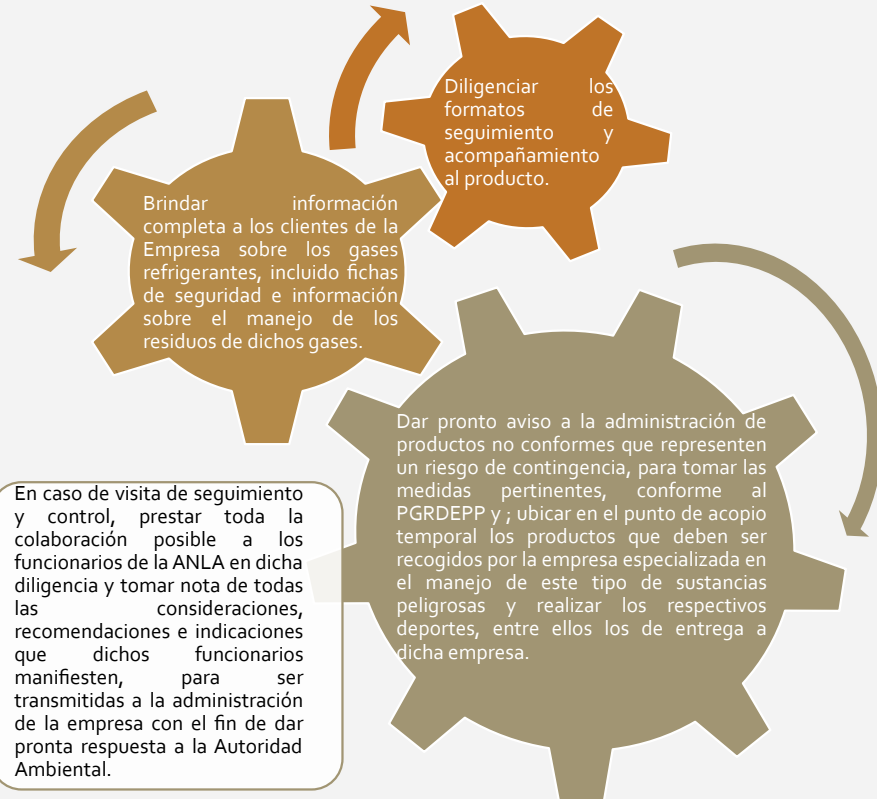 Diligenciar los
formatos de
seguimiento y
acompañamiento
al producto.
Brindar información
completa a los clientes de la
Empresa sobre los gases
refrigerantes, incluido fichas
de seguridad e información
sobre el manejo de los
residuos de dichos gases.
Dar pronto aviso a la administración de
productos no conformes que representen
un riesgo de contingencia, para tomar las
medidas pertinentes, conforme al
PGRDEPP y ; ubicar en el punto de acopio
temporal los productos que deben ser
recogidos por la empresa especializada en
el manejo de este tipo de sustancias
peligrosas y realizar los respectivos
deportes, entre ellos los de entrega a
dicha empresa.
En caso de visita de seguimiento
y control, prestar toda la
colaboración posible a los
funcionarios de la ANLA en dicha
diligencia y tomar nota de todas
las consideraciones,
recomendaciones e indicaciones
que dichos funcionarios
manifiesten, para ser
transmitidas a la administración
de la empresa con el fin de dar
pronta respuesta a la Autoridad
Ambiental.